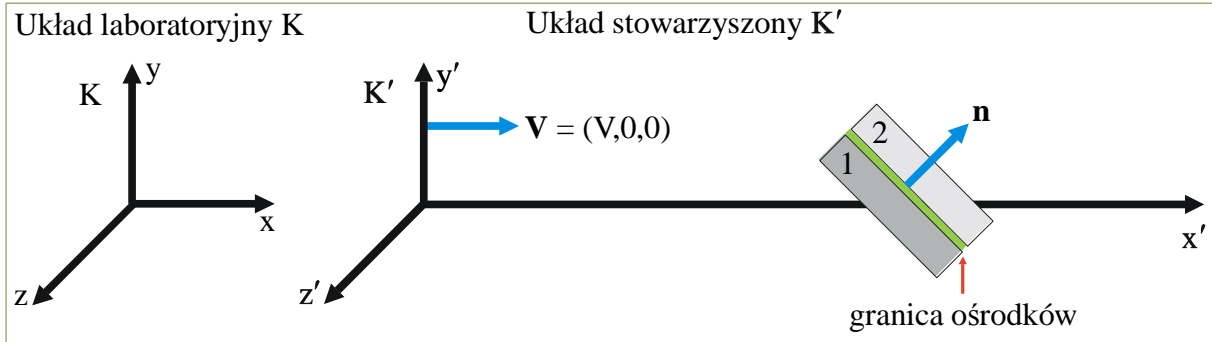 Układ laboratoryjny K
Układ stowarzyszony K′
y
K
x
z
y′
K′
V = (V,0,0)
x′
z′
n
2
1
granica ośrodków